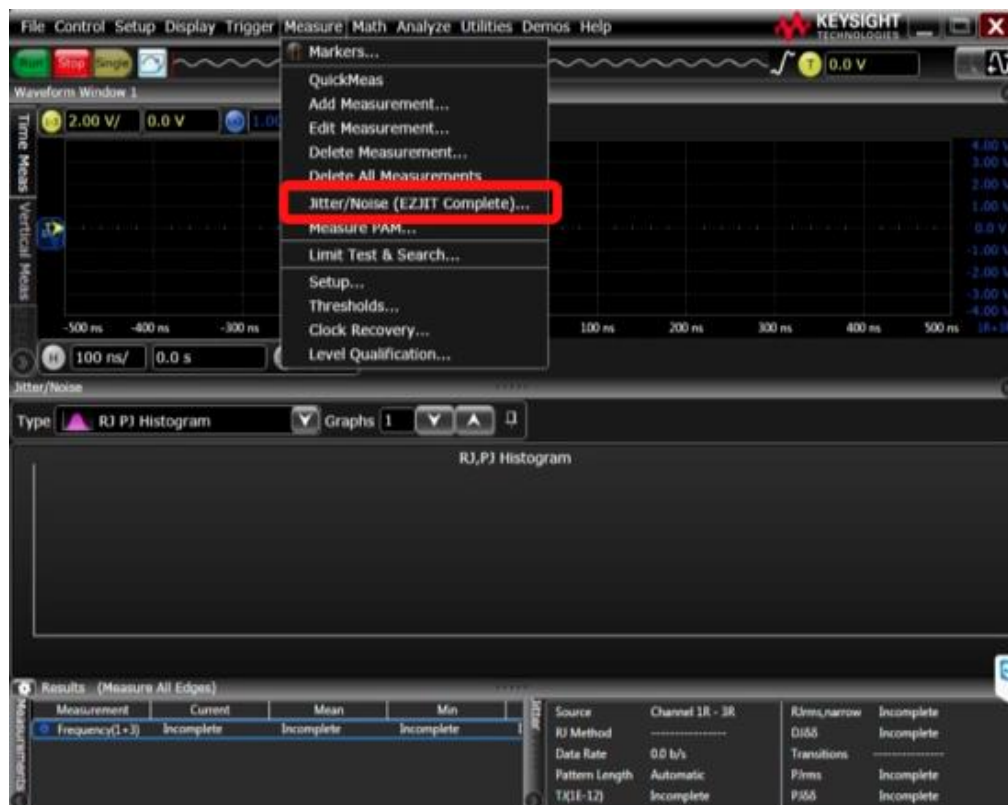 File Control Setup Display Trigger Measure Math Analyze Utilities Demos Help
KEYSIGHT
TECHNOLOGIES
Run Stop Single
T 0.0 V
Waveform Window 1
2.00 V/ 0.0 V
Markers...
QuickMeas
Add Measurement...
Edit Measurement...
Delete Measurement...
Delete All Measurements
Jitter/Noise (EZJIT Complete)...
Measure PAM...
Limit Test & Search...
Setup...
Thresholds...
Clock Recovery...
Level Qualification...
Time Meas
Vertical Meas
4.00 V
3.00 V
2.00 V
1.00 V
0.0 V
-1.00 V
-2.00 V
-3.00 V
-4.00 V
-500 ns -400 ns -300 ns 100 ns 200 ns 300 ns 400 ns 500 ns
H 100 ns/ 0.0 s
Jitter/Noise
Type RJ PJ Histogram Graphs 1
RJ,PJ Histogram
Results (Measure All Edges)
Measurements
Measurement Current Mean Min
Frequency(1-3) Incomplete Incomplete Incomplete
Jitter
Source Channel 1R - 3R
RJ Method ----------------
Data Rate 0.0 b/s
Pattern Length Automatic
TJ(1E-12) Incomplete
RJrms,narrow Incomplete
DJδδ Incomplete
Transitions ---------------
PJrms Incomplete
PJδδ Incomplete